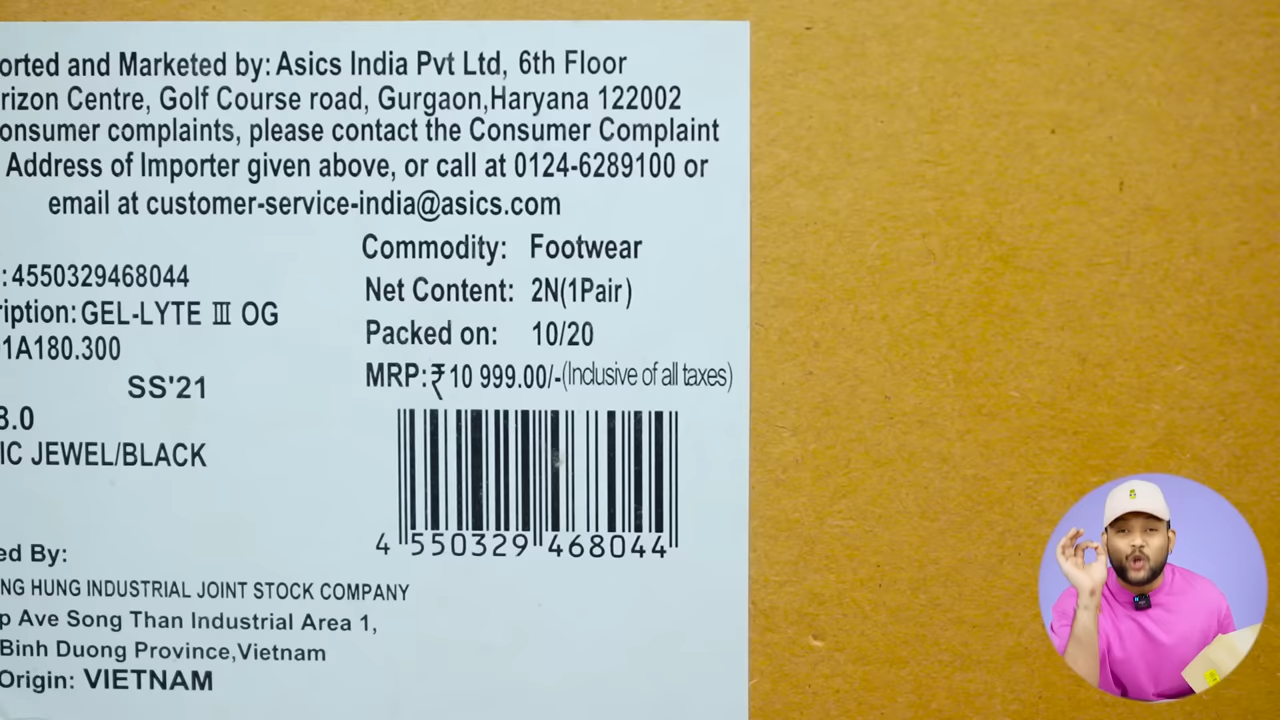 orted and Marketed by: Asics India Pvt Ltd, 6th Floor
rizon Centre, Golf Course road, Gurgaon,Haryana 122002
onsumer complaints, please contact the Consumer Complaint
Address of Importer given above, or call at 0124-6289100 or
email at customer-service-india@asics.com
Commodity: Footwear
:4550329468044
Net Content: 2N(1Pair)
ription: GEL-LYTE III OG
Packed on: 10/20
1A180.300
MRP:₹10 999.00/-(Inclusive of all taxes)
SS'21
8.0
IC JEWEL/BLACK
4 550329 468044
ed By:
NG HUNG INDUSTRIAL JOINT STOCK COMPANY
p Ave Song Than Industrial Area 1,
Binh Duong Province,Vietnam
Origin: VIETNAM